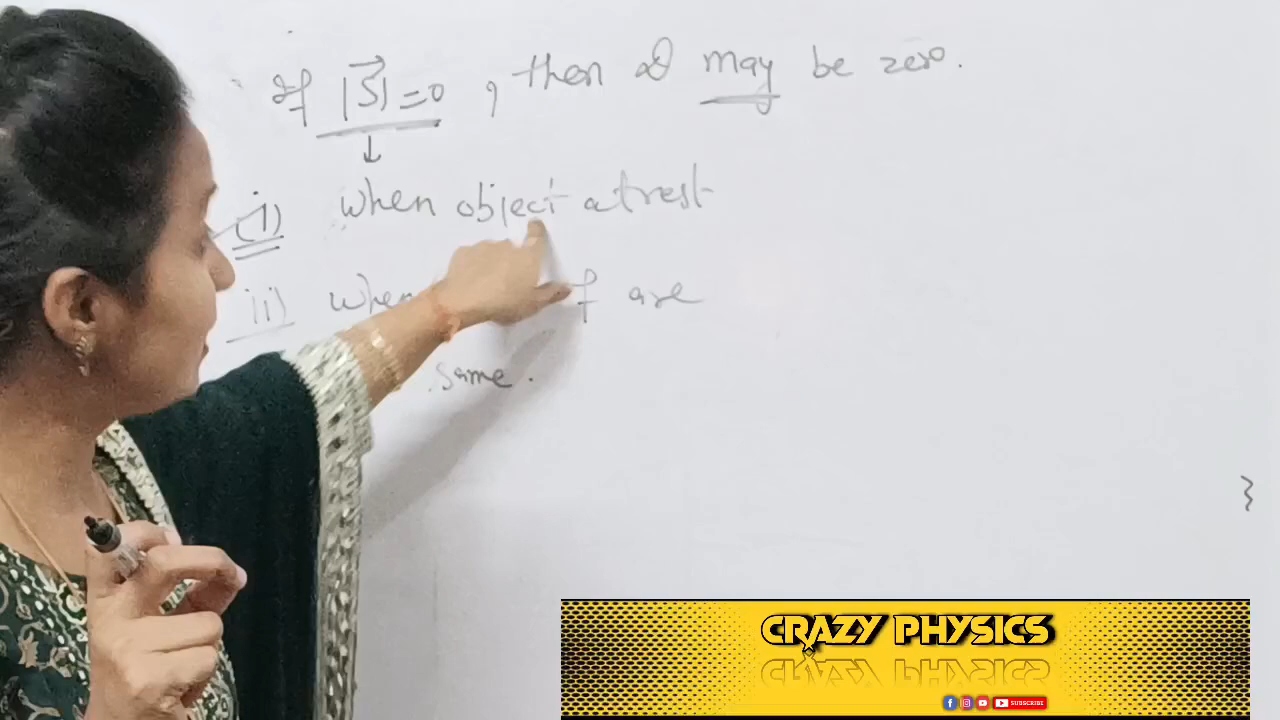 If |S⃗|=0, then D may be zero.
(i) when object at rest
ii) when f are
same.
}
CRAZY PHYSICS
SUBSCRIBE